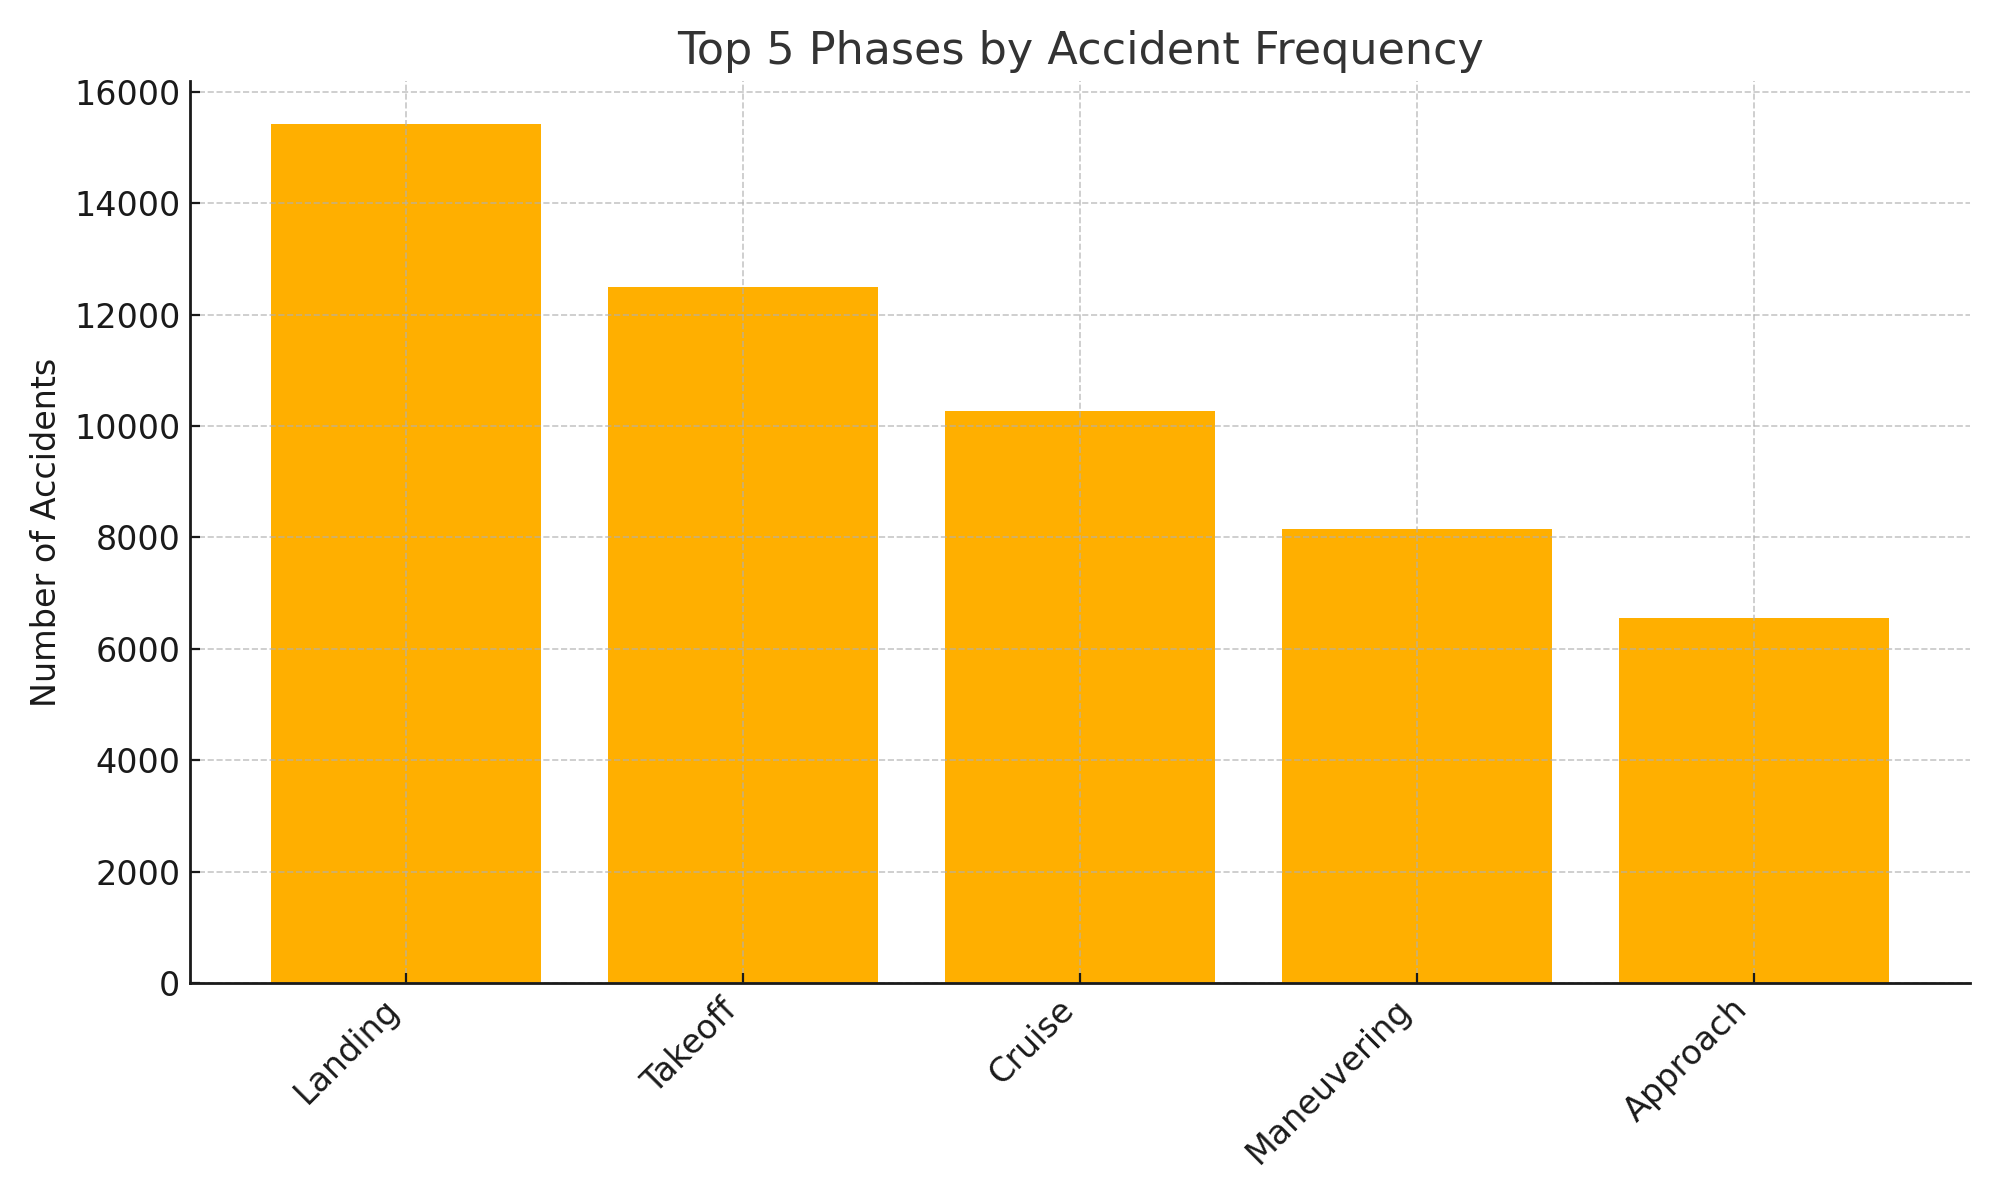 Top 5 Phases by Accident Frequency
Number of Accidents
16000
14000
12000
10000
8000
6000
4000
2000
0
Landing
Takeoff
Cruise
Maneuvering
Approach